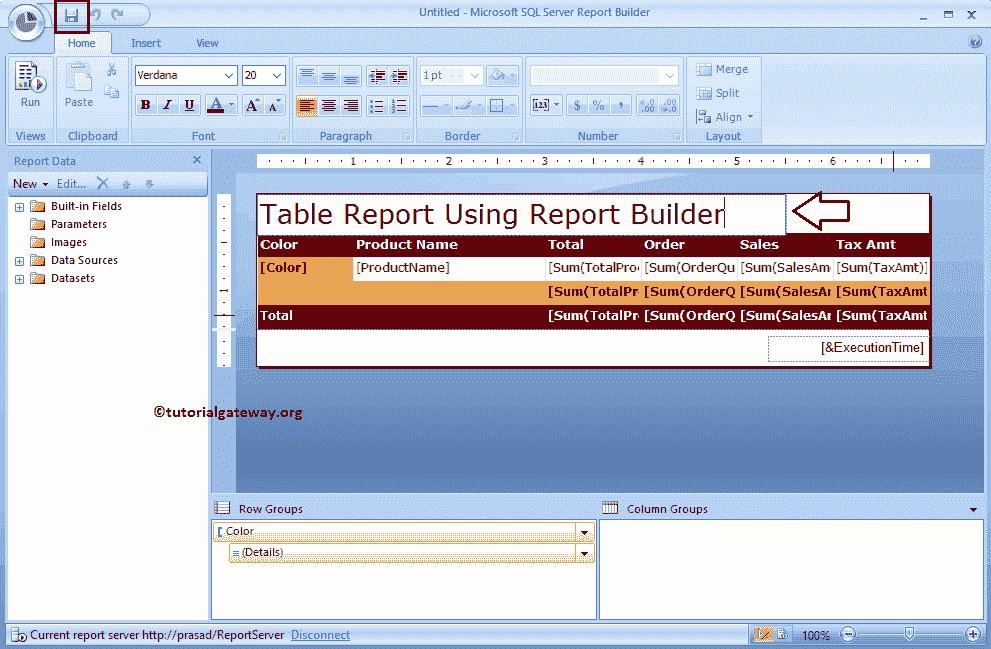 Untitled - Microsoft SQL Server Report Builder
Home Insert View
Run
Paste
Verdana 20
B I U A A A
1 pt
$ % ,
Merge
Split
Align
Views Clipboard Font Paragraph Border Number Layout
Report Data
New Edit...
Built-in Fields
Parameters
Images
Data Sources
Datasets
1 2 3 4 5 6
Table Report Using Report Builder
Color Product Name Total Order Sales Tax Amt
[Color] [ProductName] [Sum(TotalPro [Sum(OrderQu [Sum(SalesAm [Sum(TaxAmt)]
[Sum(TotalPr [Sum(OrderQ [Sum(SalesAr [Sum(TaxAmt
Total [Sum(TotalPr [Sum(OrderQ [Sum(SalesAr [Sum(TaxAmt
[&ExecutionTime]
©tutorialgateway.org
Row Groups
Color
(Details)
Column Groups
Current report server http://prasad/ReportServer Disconnect
100%